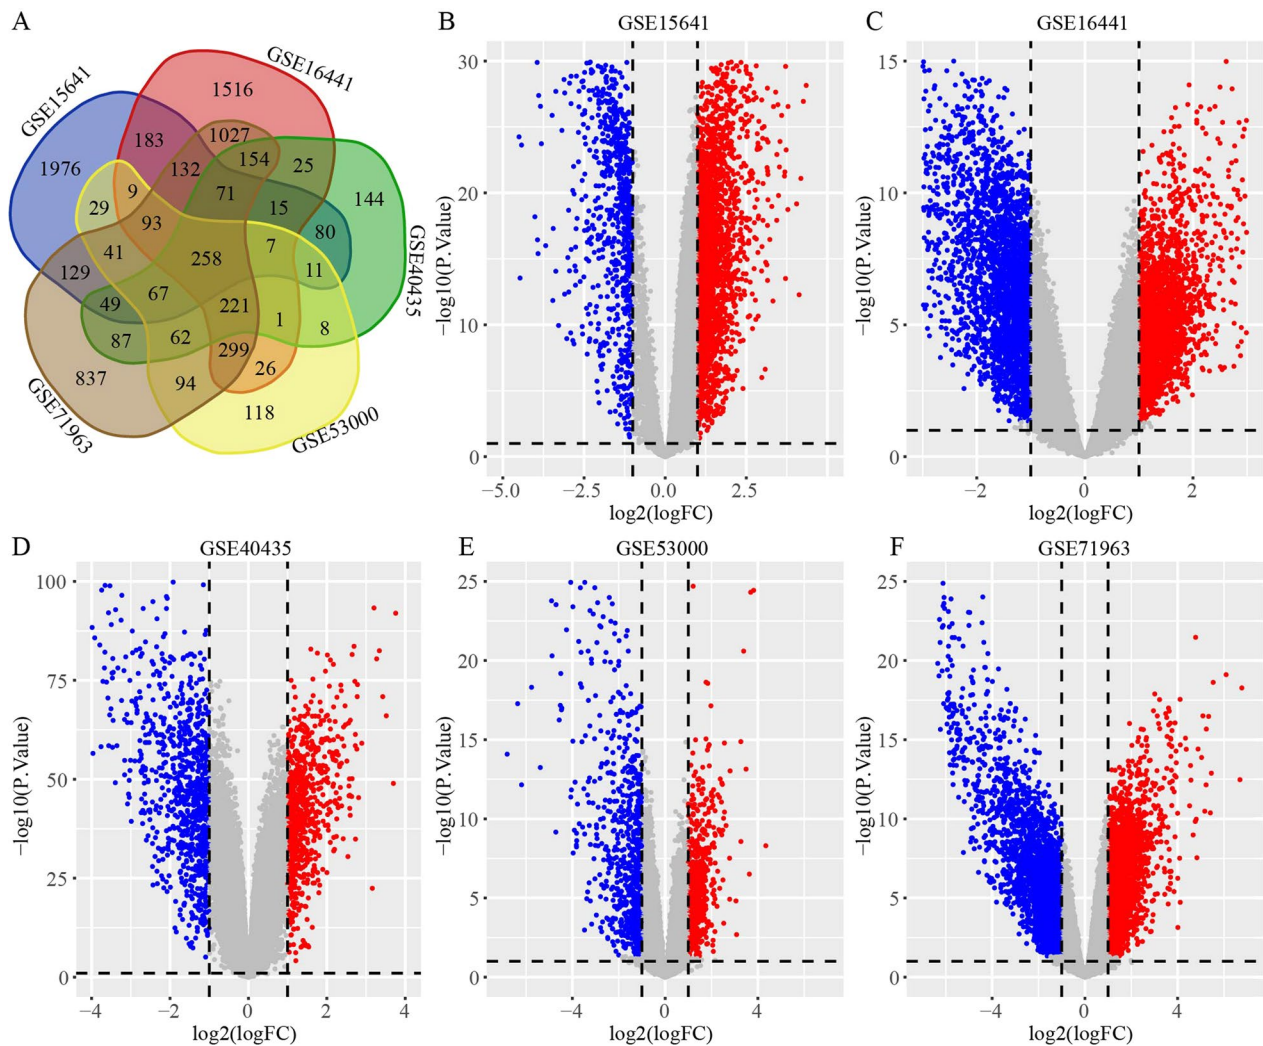 A
GSE15641
GSE16441
GSE40435
GSE53000
GSE71963
1516
183
1027
132
154
25
1976
9
71
144
29
93
15
80
41
258
7
11
129
67
49
221
1
8
87
62
299
26
837
94
118
B
GSE15641
30
20
10
0
−log10(P. Value)
−5.0
−2.5
0.0
2.5
log2(logFC)
C
GSE16441
15
10
5
0
−log10(P. Value)
−2
0
2
log2(logFC)
D
GSE40435
100
75
50
25
0
−log10(P. Value)
−4
−2
0
2
4
log2(logFC)
E
GSE53000
25
20
15
10
5
0
−log10(P. Value)
−4
0
4
log2(logFC)
F
GSE71963
25
20
15
10
5
0
−log10(P. Value)
−4
0
4
log2(logFC)